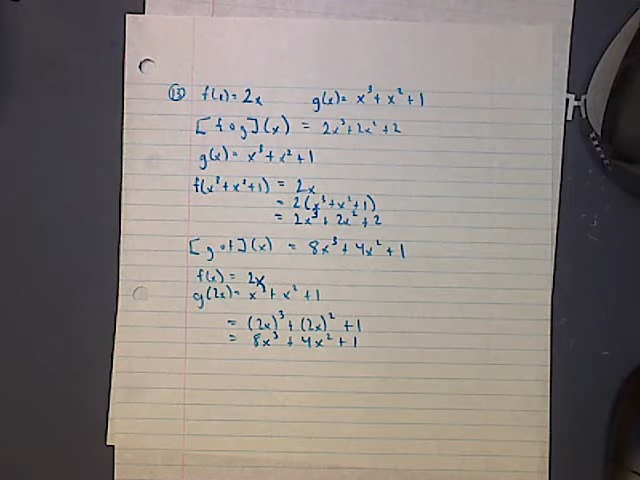 ⑬ f(x) = 2x g(x) = x³ + x² + 1
[f o g](x) = 2x³ + 2x² + 2
g(x) = x³ + x² + 1
f(x³ + x² + 1) = 2x
= 2(x³ + x² + 1)
= 2x³ + 2x² + 2
[g o f](x) = 8x³ + 4x² + 1
f(x) = 2x
g(2x) = x³ + x² + 1
= (2x)³ + (2x)² + 1
= 8x³ + 4x² + 1